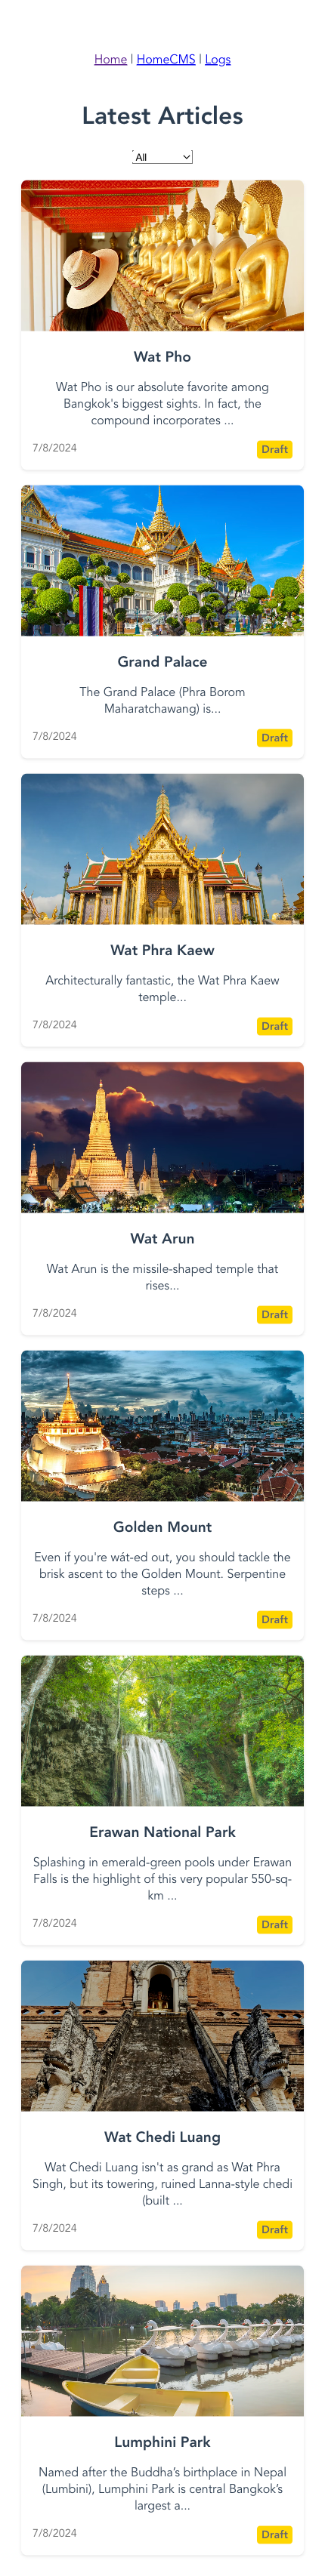 Home | HomeCMS | Logs
Latest Articles
All
Wat Pho
Wat Pho is our absolute favorite among
Bangkok's biggest sights. In fact, the
compound incorporates ...
7/8/2024 Draft
Grand Palace
The Grand Palace (Phra Borom
Maharatchawang) is...
7/8/2024 Draft
Wat Phra Kaew
Architecturally fantastic, the Wat Phra Kaew
temple...
7/8/2024 Draft
Wat Arun
Wat Arun is the missile-shaped temple that
rises...
7/8/2024 Draft
Golden Mount
Even if you're wát-ed out, you should tackle the
brisk ascent to the Golden Mount. Serpentine
steps ...
7/8/2024 Draft
Erawan National Park
Splashing in emerald-green pools under Erawan
Falls is the highlight of this very popular 550-sq-
km ...
7/8/2024 Draft
Wat Chedi Luang
Wat Chedi Luang isn't as grand as Wat Phra
Singh, but its towering, ruined Lanna-style chedi
(built ...
7/8/2024 Draft
Lumphini Park
Named after the Buddha’s birthplace in Nepal
(Lumbini), Lumphini Park is central Bangkok’s
largest a...
7/8/2024 Draft